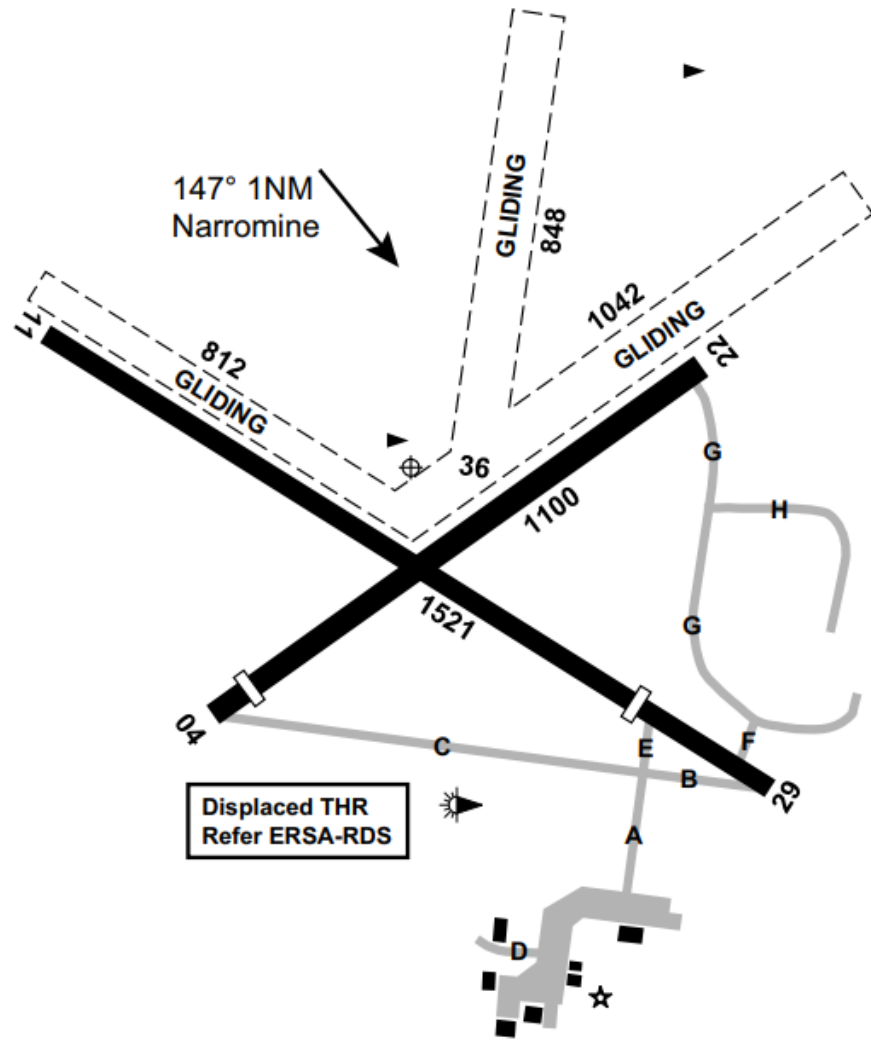 GLIDING
848
147° 1NM
Narromine
1042
GLIDING
11
812
GLIDING
22
36
1100
G
H
1521
G
04
C
E
F
B
29
Displaced THR
Refer ERSA-RDS
A
D